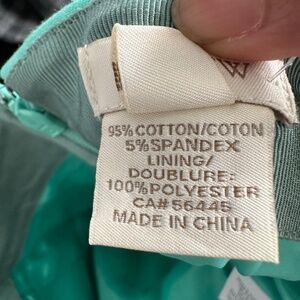 95% COTTON/COTON
5% SPANDEX
LINING/
DOUBLURE:
100% POLYESTER
CA# 56445
MADE IN CHINA